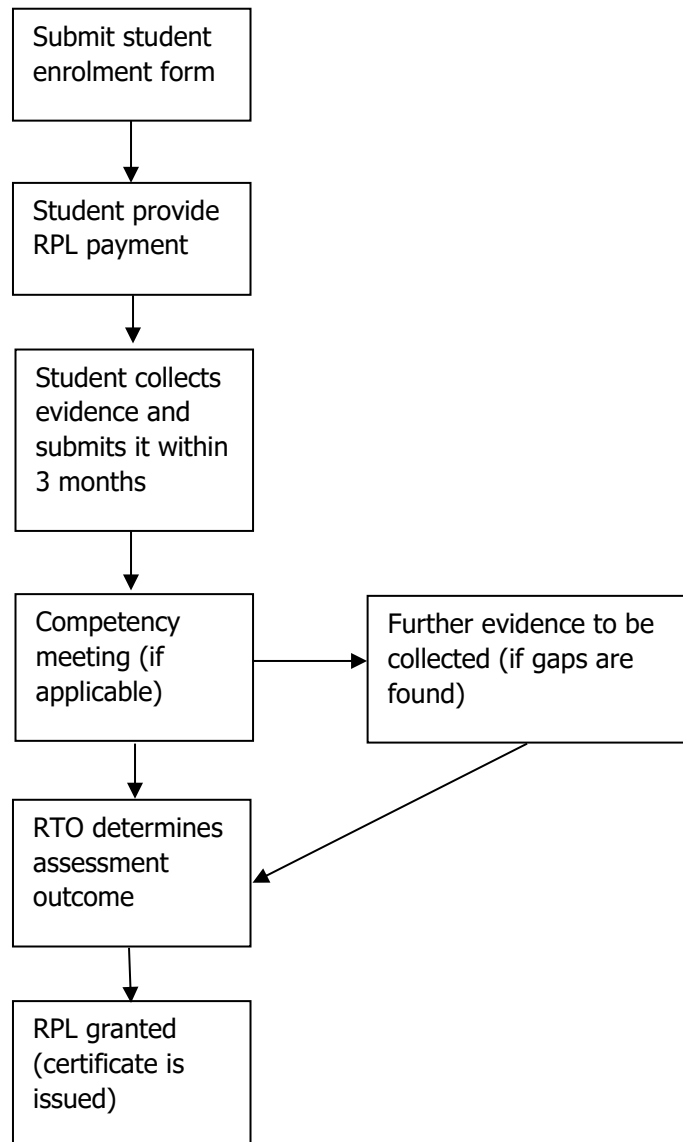 Submit student
enrolment form
Student provide
RPL payment
Student collects
evidence and
submits it within
3 months
Competency
meeting (if
applicable)
Further evidence to be
collected (if gaps are
found)
RTO determines
assessment
outcome
RPL granted
(certificate is
issued)